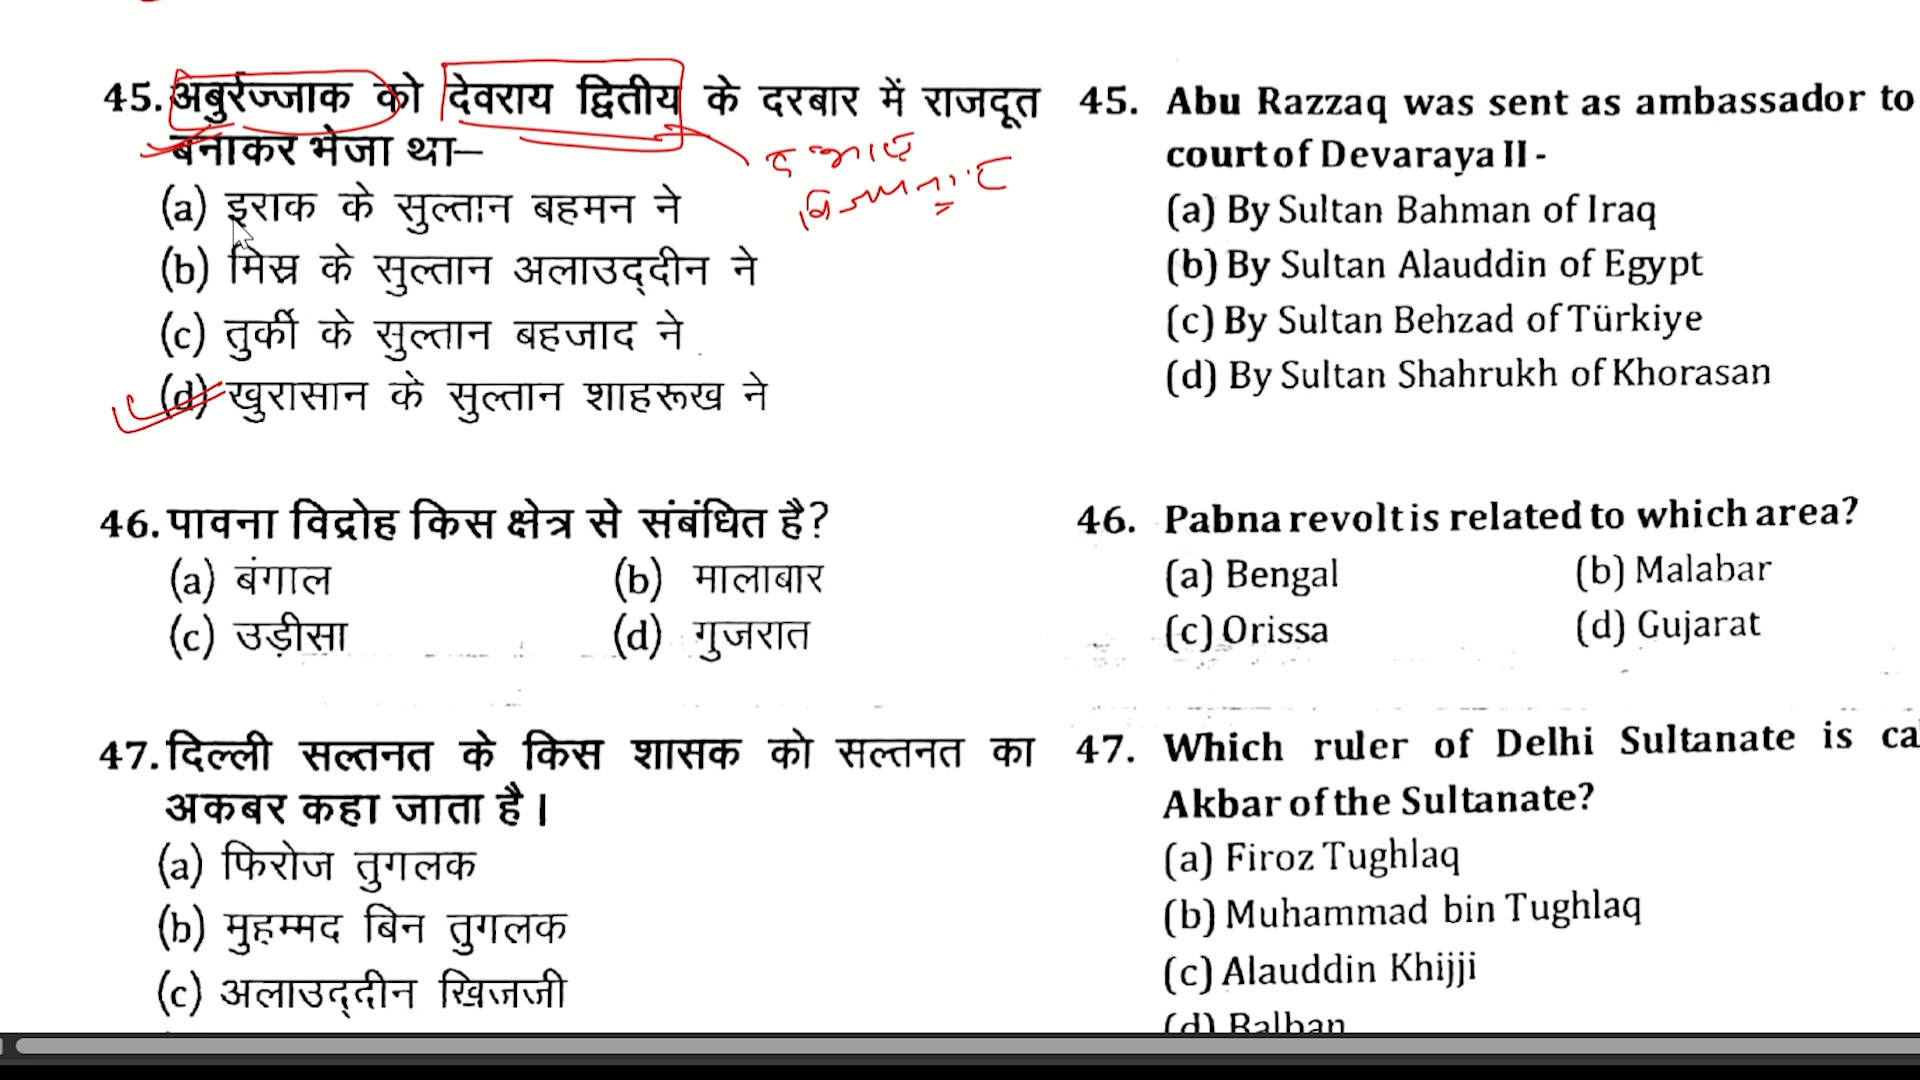 45. अबुर्रज्जाक को देवराय द्वितीय के दरबार में राजदूत
बनाकर भेजा था–
(a) इराक के सुल्तान बहमन ने
(b) मिस्र के सुल्तान अलाउद्दीन ने
(c) तुर्की के सुल्तान बहजाद ने
(d) खुरासान के सुल्तान शाहरूख ने
46. पावना विद्रोह किस क्षेत्र से संबंधित है?
(a) बंगाल (b) मालाबार
(c) उड़ीसा (d) गुजरात
47. दिल्ली सल्तनत के किस शासक को सल्तनत का
अकबर कहा जाता है।
(a) फिरोज तुगलक
(b) मुहम्मद बिन तुगलक
(c) अलाउद्दीन खिजजी
45. Abu Razzaq was sent as ambassador to
court of Devaraya II -
(a) By Sultan Bahman of Iraq
(b) By Sultan Alauddin of Egypt
(c) By Sultan Behzad of Türkiye
(d) By Sultan Shahrukh of Khorasan
46. Pabna revolt is related to which area?
(a) Bengal (b) Malabar
(c) Orissa (d) Gujarat
47. Which ruler of Delhi Sultanate is ca
Akbar of the Sultanate?
(a) Firoz Tughlaq
(b) Muhammad bin Tughlaq
(c) Alauddin Khijji
(d) Balban